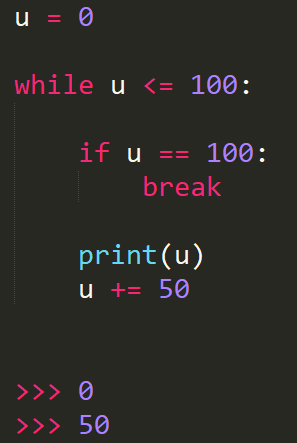 u = 0
while u <= 100:
    if u == 100:
        break
    print(u)
    u += 50
>>> 0
>>> 50